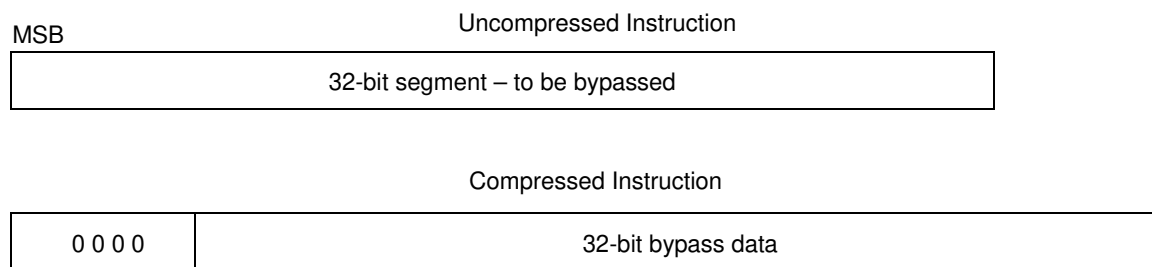 Uncompressed Instruction
MSB
32-bit segment – to be bypassed
Compressed Instruction
0 0 0 0
32-bit bypass data